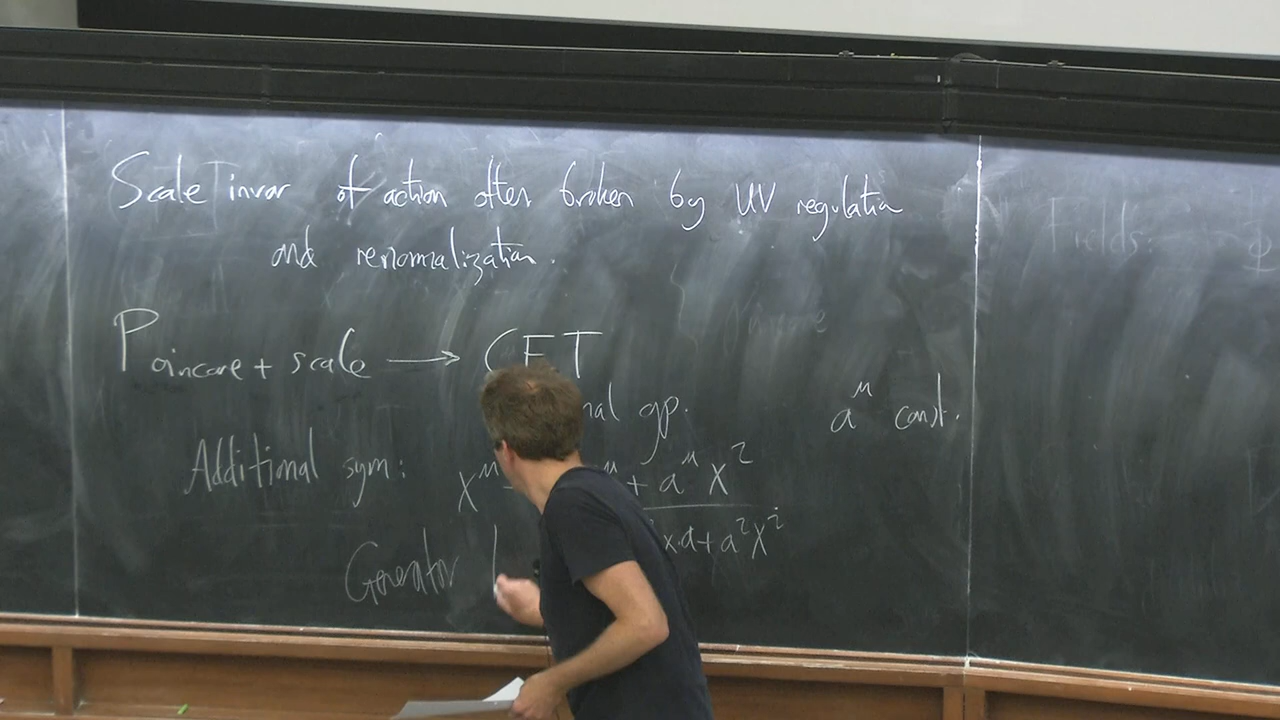 Scale invar of action often broken by UV regulation
and renormalization.
Poincare + scale → CFT
nal gp.
a^μ const.
Additional sym: x^μ μ + a^μ x^2
x·a + a^2 x^2
Generator
Fields: Φ